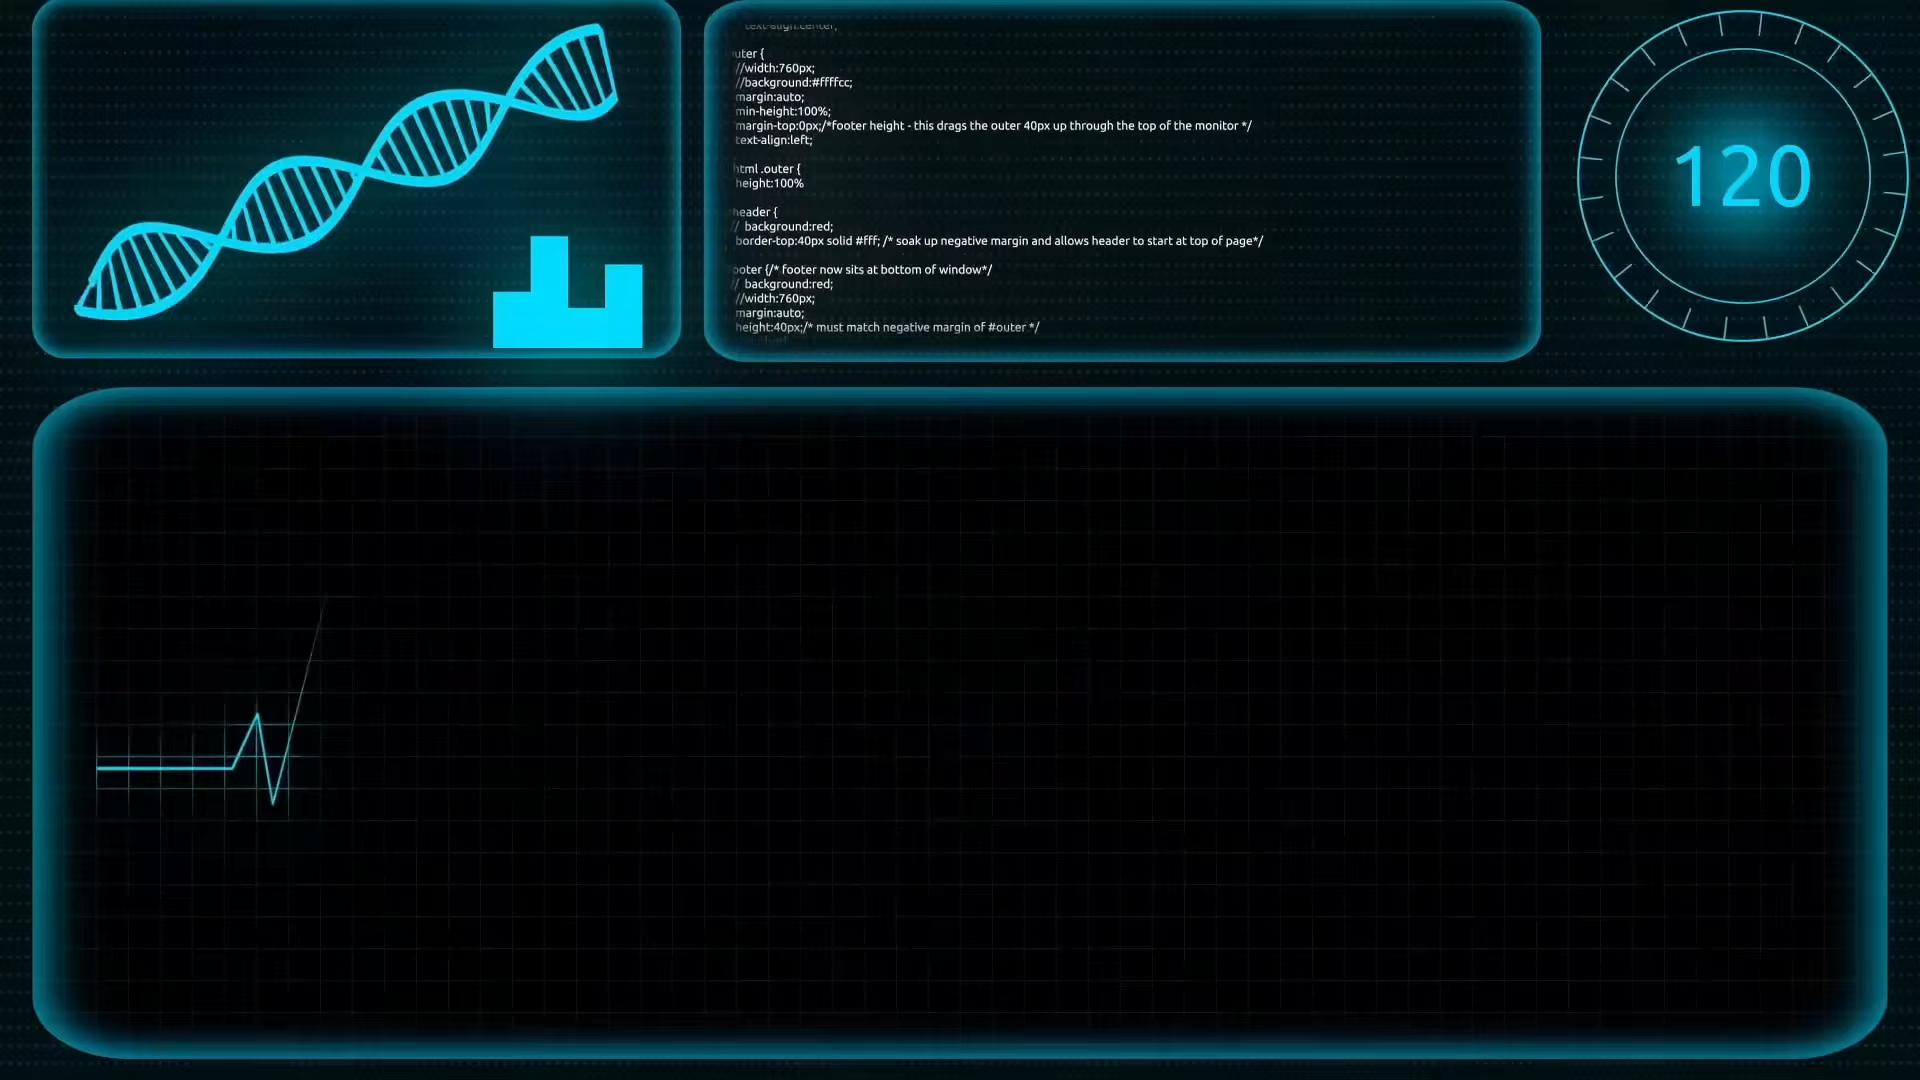 text-align:center;
uter {
//width:760px;
//background:#ffffcc;
margin:auto;
min-height:100%;
margin-top:0px;/*footer height - this drags the outer 40px up through the top of the monitor */
text-align:left;
html .outer {
height:100%
header {
// background:red;
border-top:40px solid #fff; /* soak up negative margin and allows header to start at top of page*/
ooter {/* footer now sits at bottom of window*/
// background:red;
//width:760px;
margin:auto;
height:40px;/* must match negative margin of #outer */
120